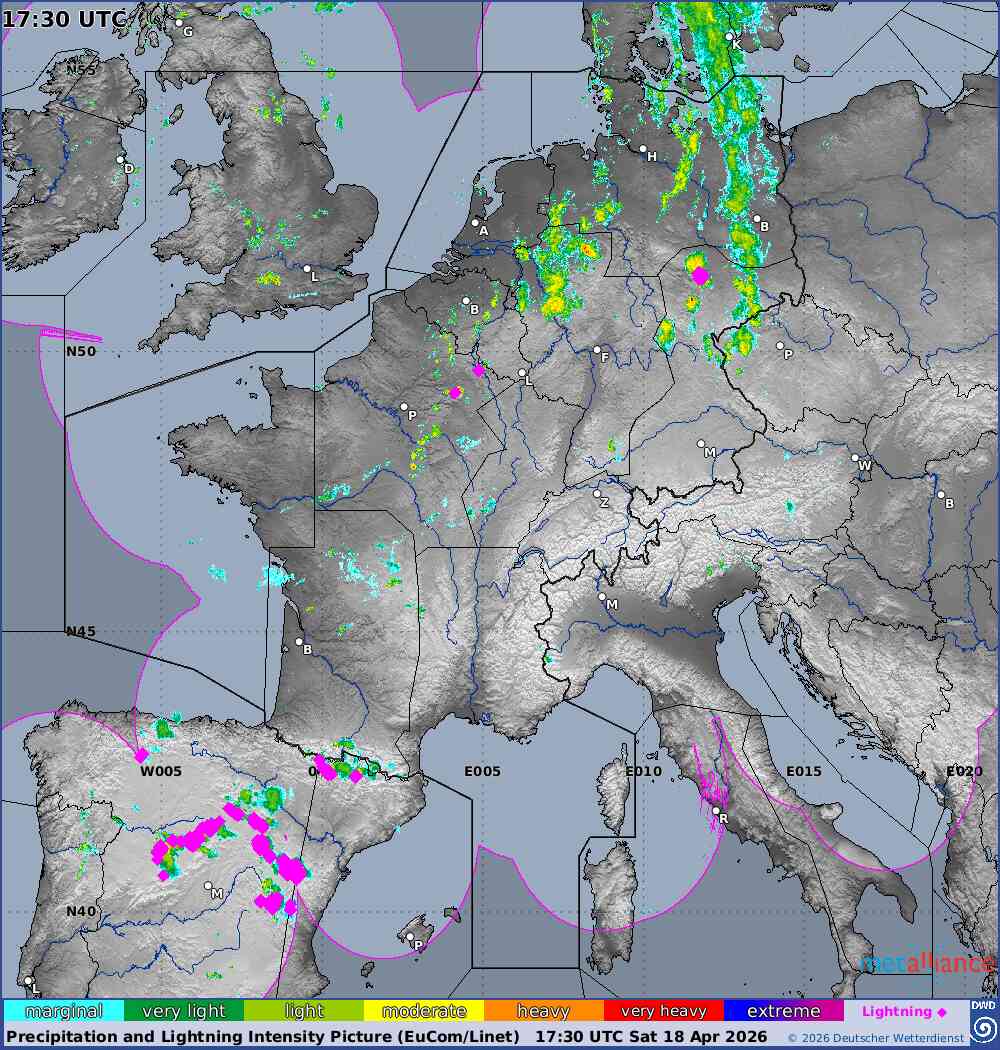 17:30 UTC
G
K
N55
H
D
A
B
L
B
N50
F
P
L
P
M
W
Z
B
M
N45
B
W005
0
E005
E010
E015
E020
R
M
N40
P
L
metalliance
marginal very light light moderate heavy very heavy extreme Lightning
DWD
Precipitation and Lightning Intensity Picture (EuCom/Linet) 17:30 UTC Sat 18 Apr 2026 © 2026 Deutscher Wetterdienst